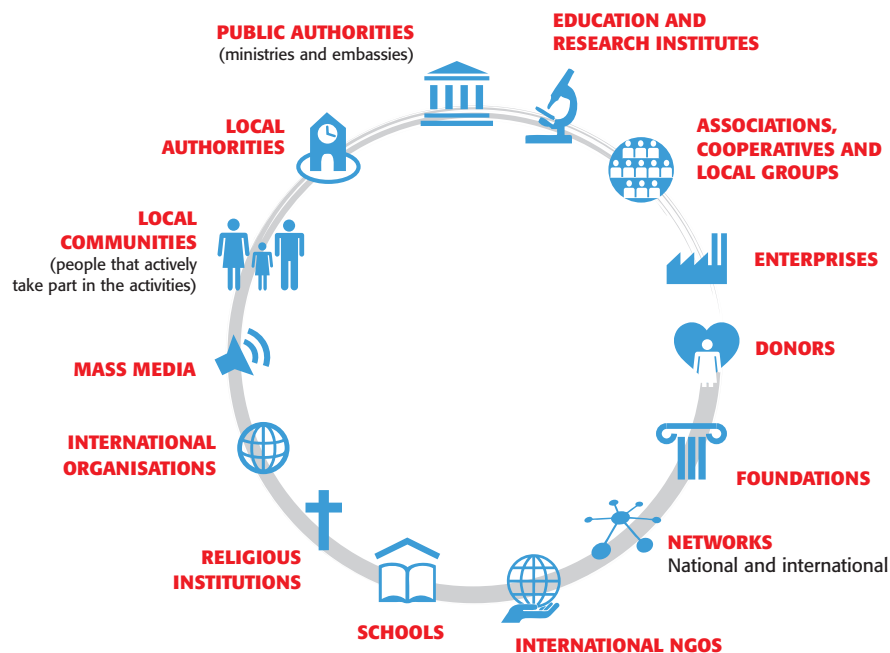 PUBLIC AUTHORITIES
(ministries and embassies)
EDUCATION AND
RESEARCH INSTITUTES
ASSOCIATIONS,
COOPERATIVES AND
LOCAL GROUPS
ENTERPRISES
DONORS
FOUNDATIONS
NETWORKS
National and international
INTERNATIONAL NGOS
SCHOOLS
RELIGIOUS
INSTITUTIONS
INTERNATIONAL
ORGANISATIONS
MASS MEDIA
LOCAL
COMMUNITIES
(people that actively
take part in the activities)
LOCAL
AUTHORITIES